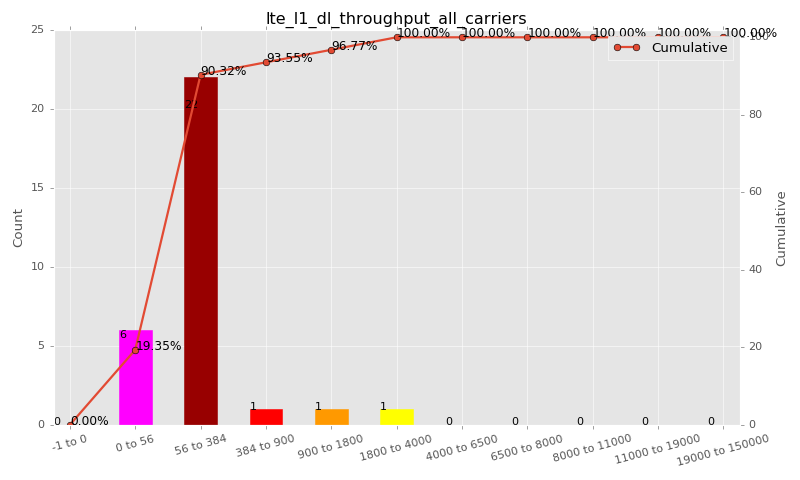 lte_l1_dl_throughput_all_carriers
25
20
15
10
5
0
Count
100
80
60
40
20
0
Cumulative
Cumulative
0.00%
19.35%
90.32%
93.55%
96.77%
100.00%
100.00%
100.00%
100.00%
100.00%
100.00%
0
6
22
1
1
1
0
0
0
0
0
-1 to 0
0 to 56
56 to 384
384 to 900
900 to 1800
1800 to 4000
4000 to 6500
6500 to 8000
8000 to 11000
11000 to 19000
19000 to 150000